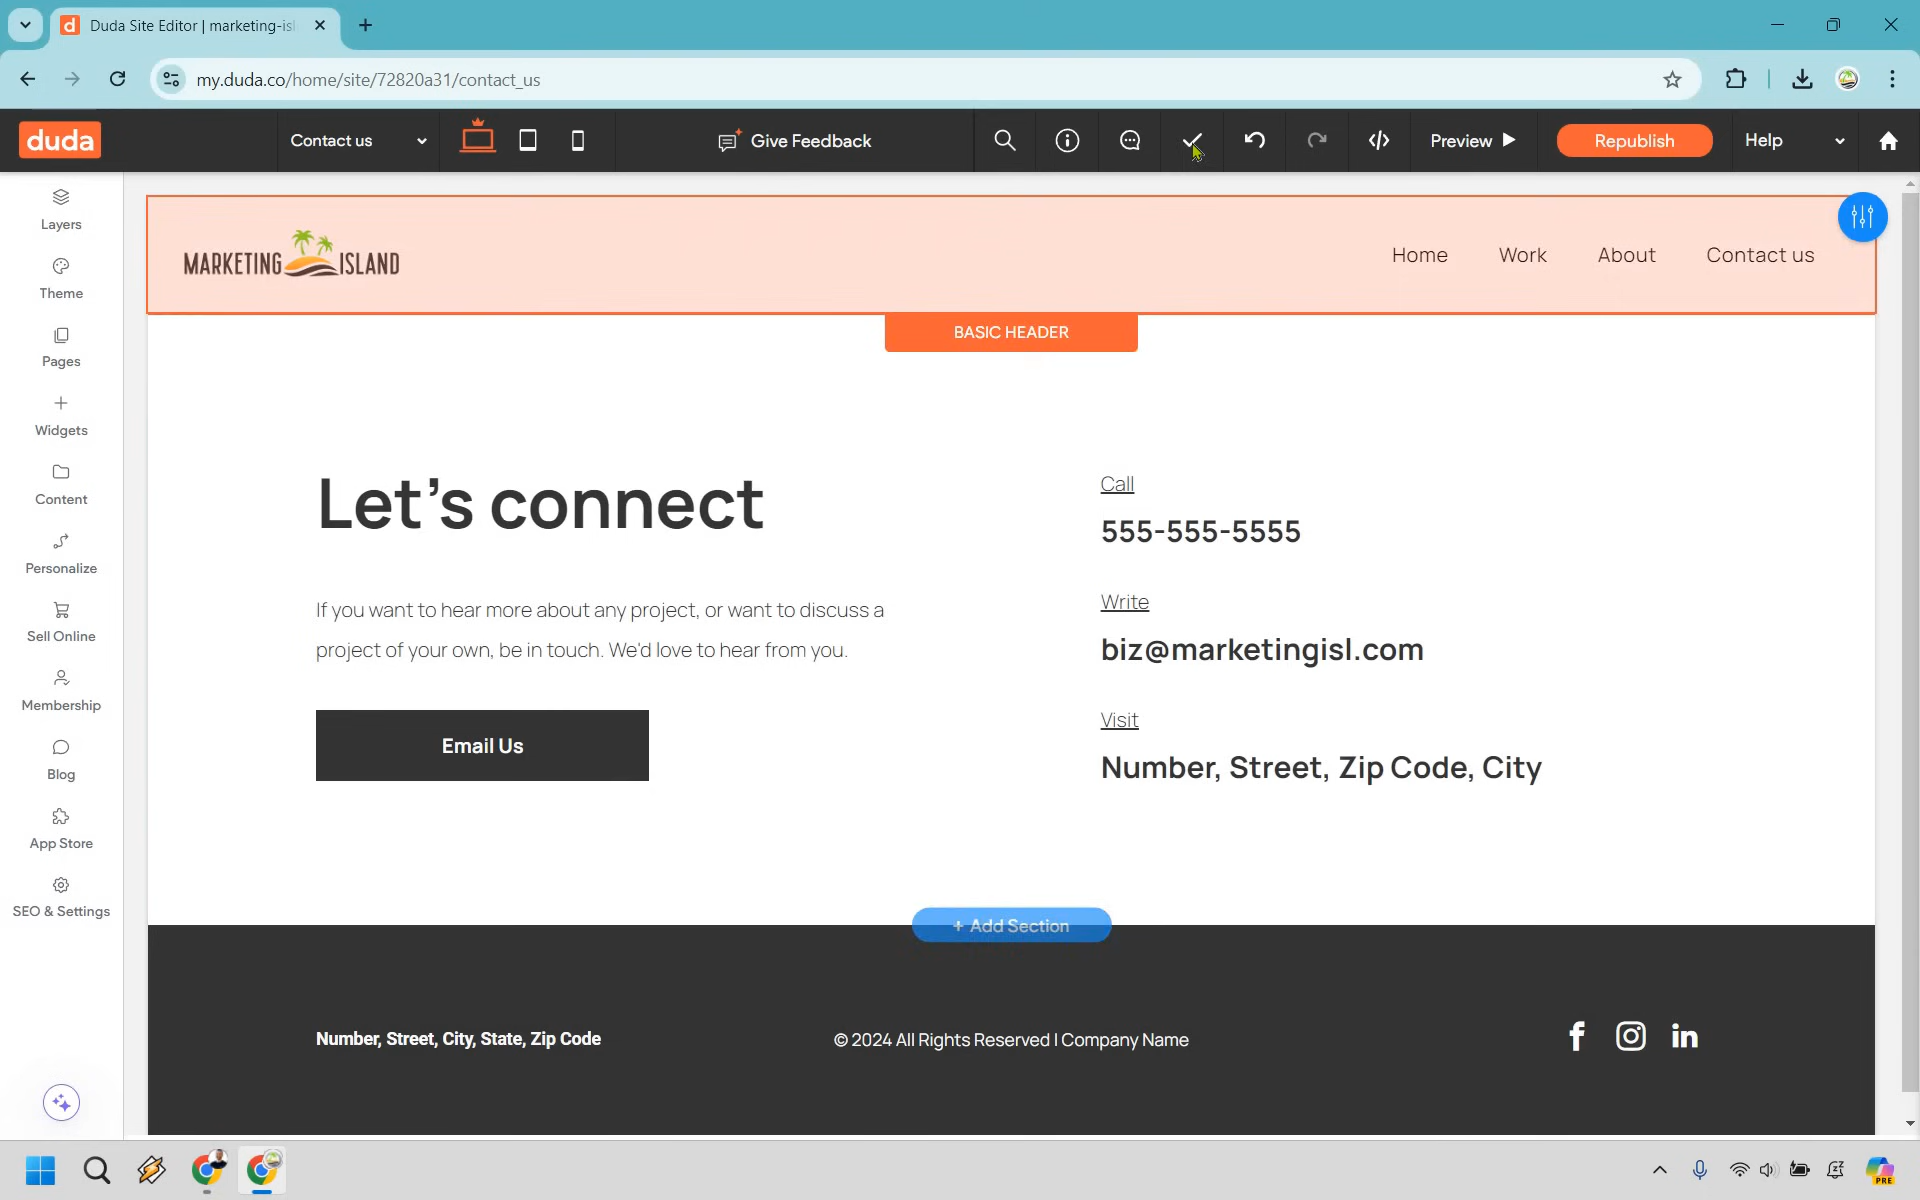 Duda Site Editor | marketing-isl
my.duda.co/home/site/72820a31/contact_us
duda
Contact us
Give Feedback
Preview
Republish
Help
Layers
Theme
Pages
Widgets
Content
Personalize
Sell Online
Membership
Blog
App Store
SEO & Settings
MARKETING ISLAND
Home
Work
About
Contact us
BASIC HEADER
Let's connect
If you want to hear more about any project, or want to discuss a
project of your own, be in touch. We'd love to hear from you.
Email Us
Call
555-555-5555
Write
biz@marketingisl.com
Visit
Number, Street, Zip Code, City
+ Add Section
Number, Street, City, State, Zip Code
© 2024 All Rights Reserved | Company Name
PRE